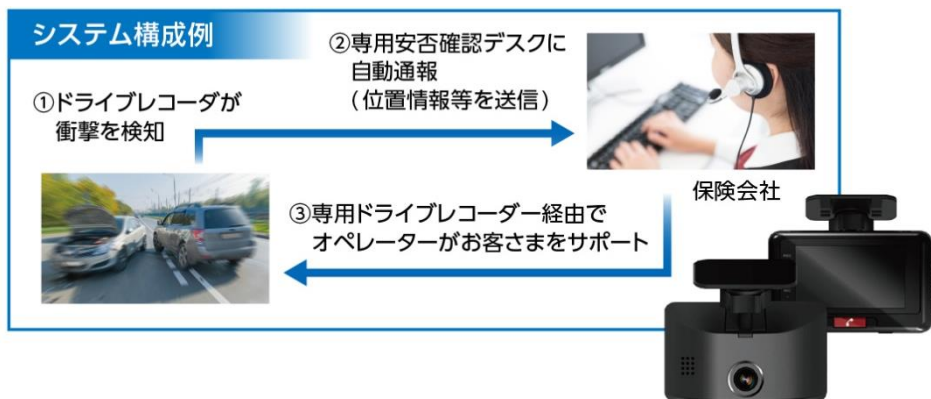 システム構成例
①ドライブレコーダが
衝撃を検知
②専用安否確認デスクに
自動通報
(位置情報等を送信)
保険会社
③専用ドライブレコーダー経由で
オペレーターがお客さまをサポート